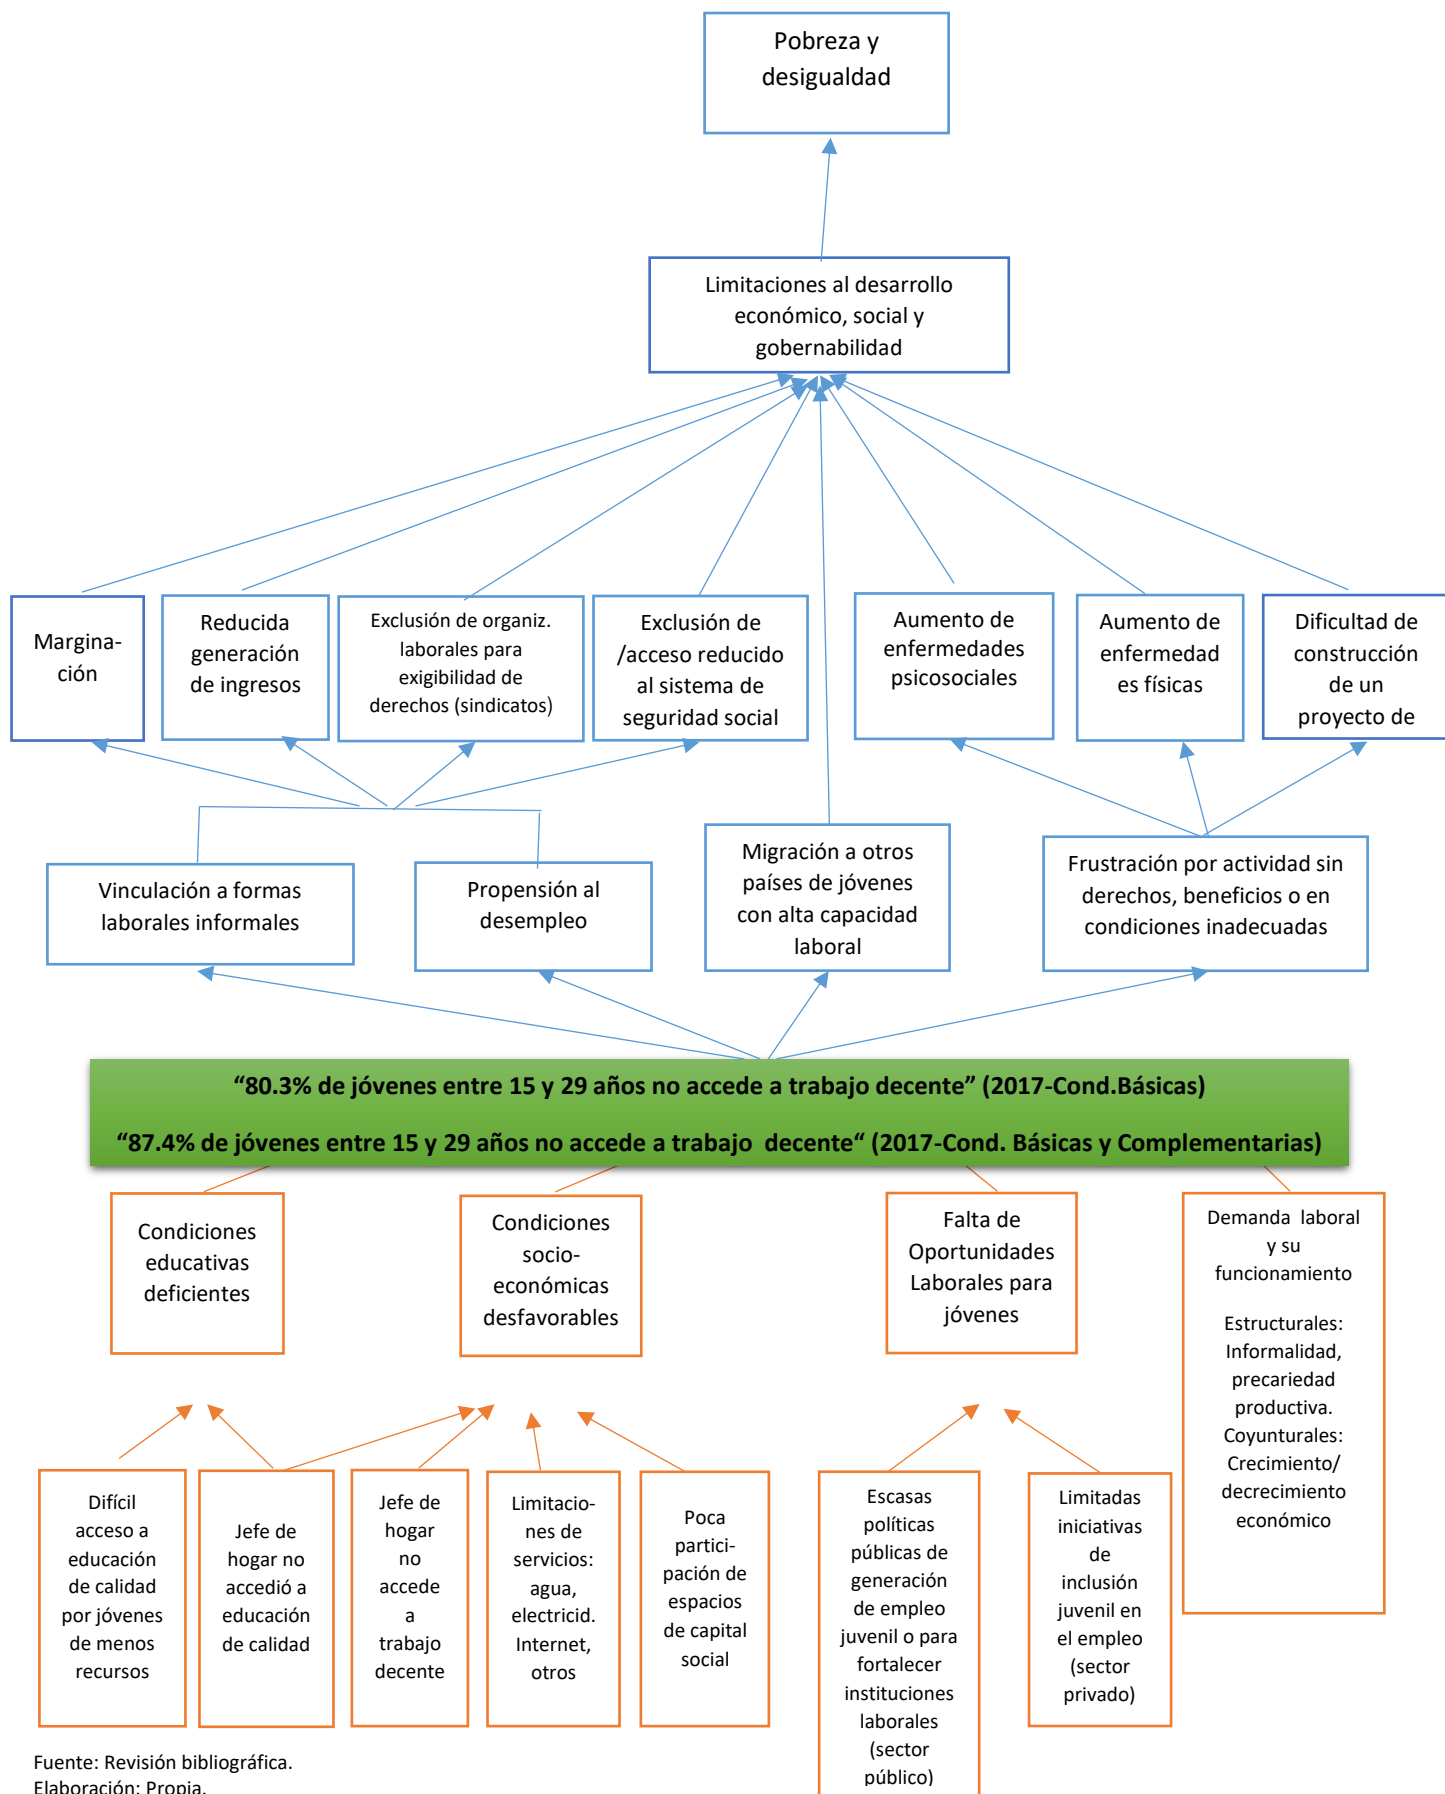 Pobreza y
desigualdad
Limitaciones al desarrollo
económico, social y
gobernabilidad
Margina-
ción
Reducida
generación
de ingresos
Exclusión de organiz.
laborales para
exigibilidad de
derechos (sindicatos)
Exclusión de
/acceso reducido
al sistema de
seguridad social
Aumento de
enfermedades
psicosociales
Aumento de
enfermedad
es físicas
Dificultad de
construcción
de un
proyecto de
Vinculación a formas
laborales informales
Propensión al
desempleo
Migración a otros
países de jóvenes
con alta capacidad
laboral
Frustración por actividad sin
derechos, beneficios o en
condiciones inadecuadas
“80.3% de jóvenes entre 15 y 29 años no accede a trabajo decente” (2017-Cond.Básicas)
“87.4% de jóvenes entre 15 y 29 años no accede a trabajo  decente“ (2017-Cond. Básicas y Complementarias)
Condiciones
educativas
deficientes
Condiciones
socio-
económicas
desfavorables
Falta de
Oportunidades
Laborales para
jóvenes
Demanda  laboral
y su
funcionamiento
Estructurales:
Informalidad,
precariedad
productiva.
Coyunturales:
Crecimiento/
decrecimiento
económico
Difícil
acceso a
educación
de calidad
por jóvenes
de menos
recursos
Jefe de
hogar no
accedió a
educación
de calidad
Jefe de
hogar
no
accede
a
trabajo
decente
Limitacio-
nes de
servicios:
agua,
electricid.
Internet,
otros
Poca
partici-
pación de
espacios
de capital
social
Escasas
políticas
públicas de
generación
de empleo
juvenil o para
fortalecer
instituciones
laborales
(sector
público)
Limitadas
iniciativas
de
inclusión
juvenil en
el empleo
(sector
privado)
Fuente: Revisión bibliográfica.
Elaboración: Propia.